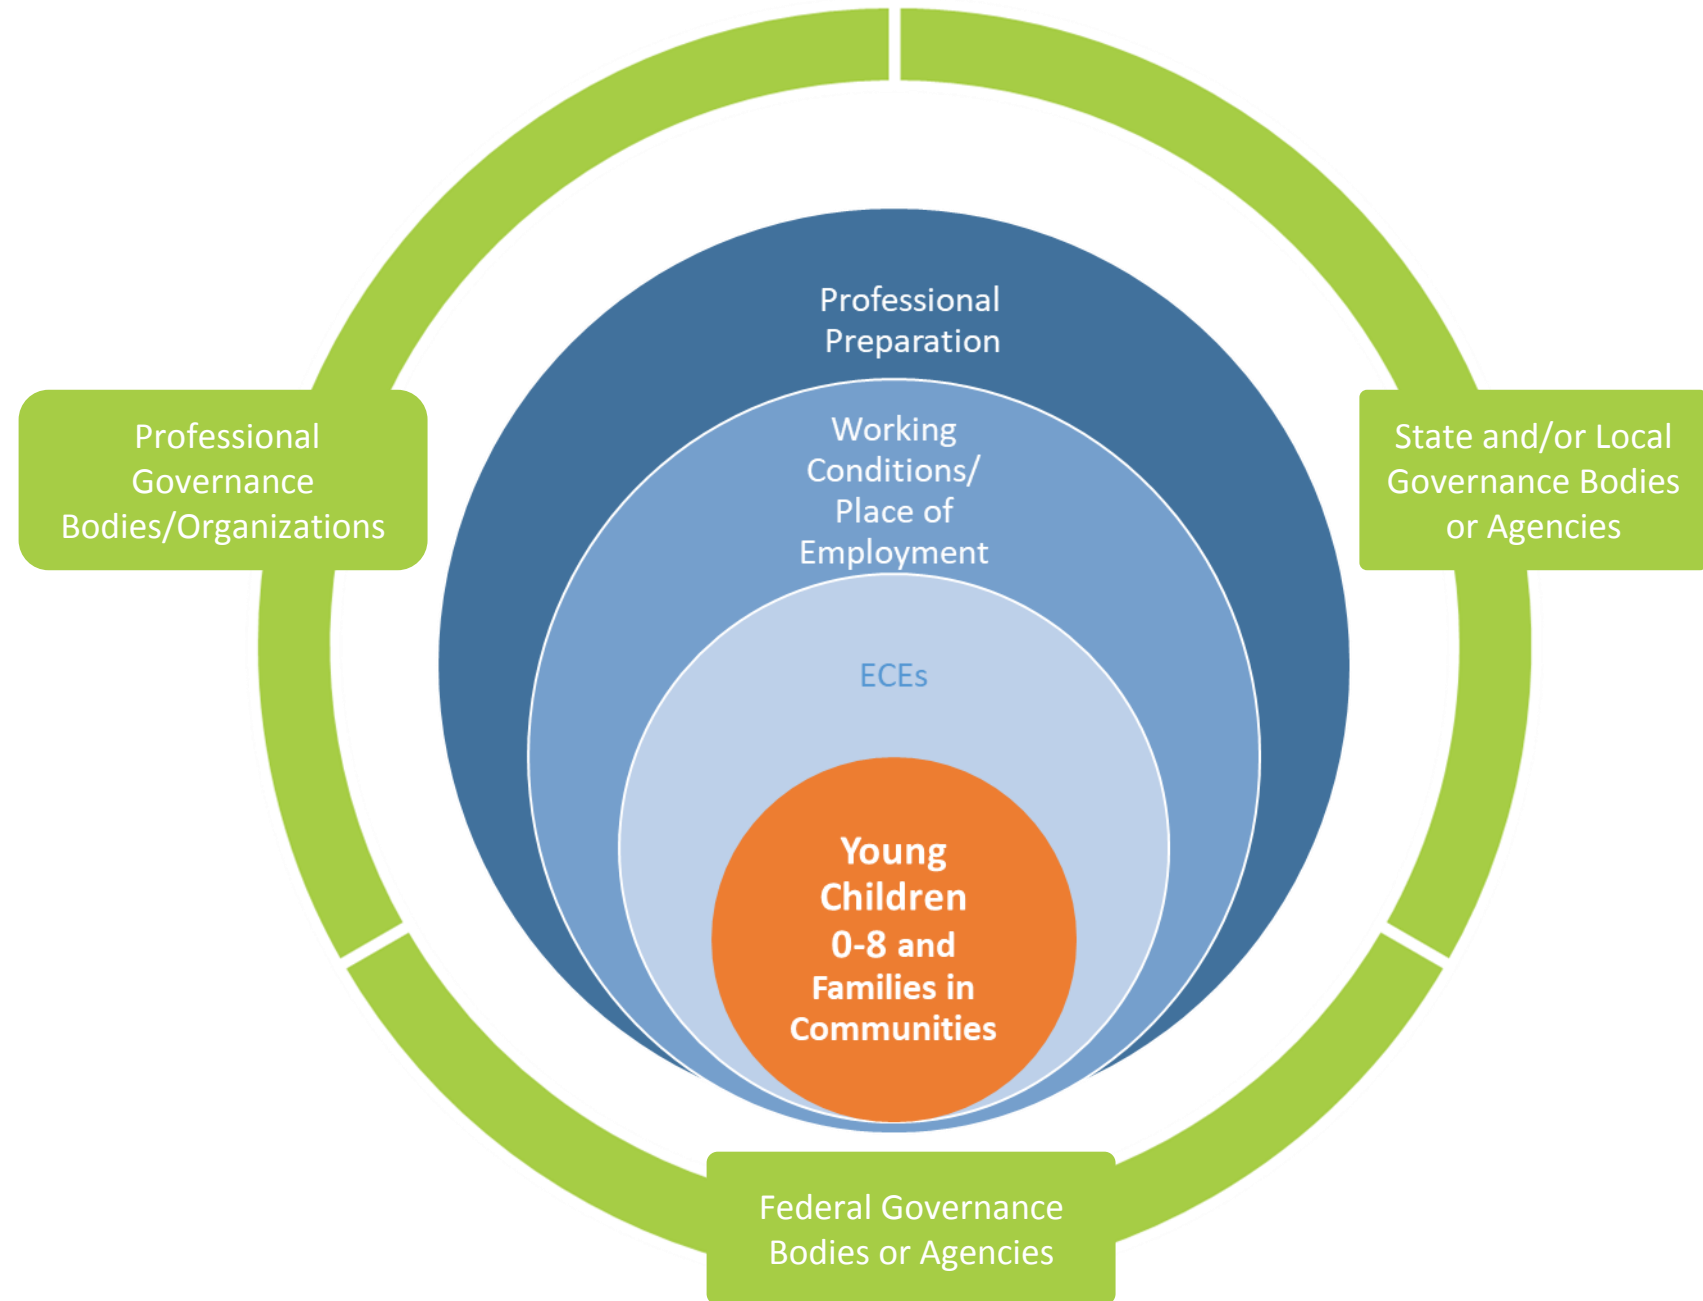 Professional
Preparation
Working
Conditions/
Place of
Employment
ECEs
Young
Children
0-8 and
Families in
Communities
Professional
Governance
Bodies/Organizations
State and/or Local
Governance Bodies
or Agencies
Federal Governance
Bodies or Agencies